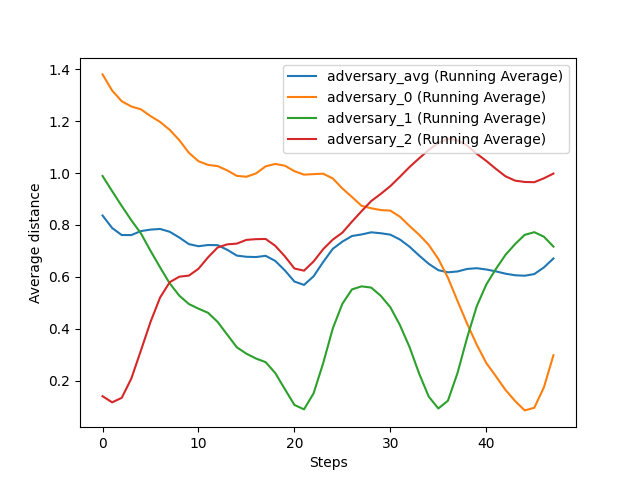 1.4
1.2
1.0
0.8
0.6
0.4
0.2
Average distance
adversary_avg (Running Average)
adversary_0 (Running Average)
adversary_1 (Running Average)
adversary_2 (Running Average)
0 10 20 30 40
Steps